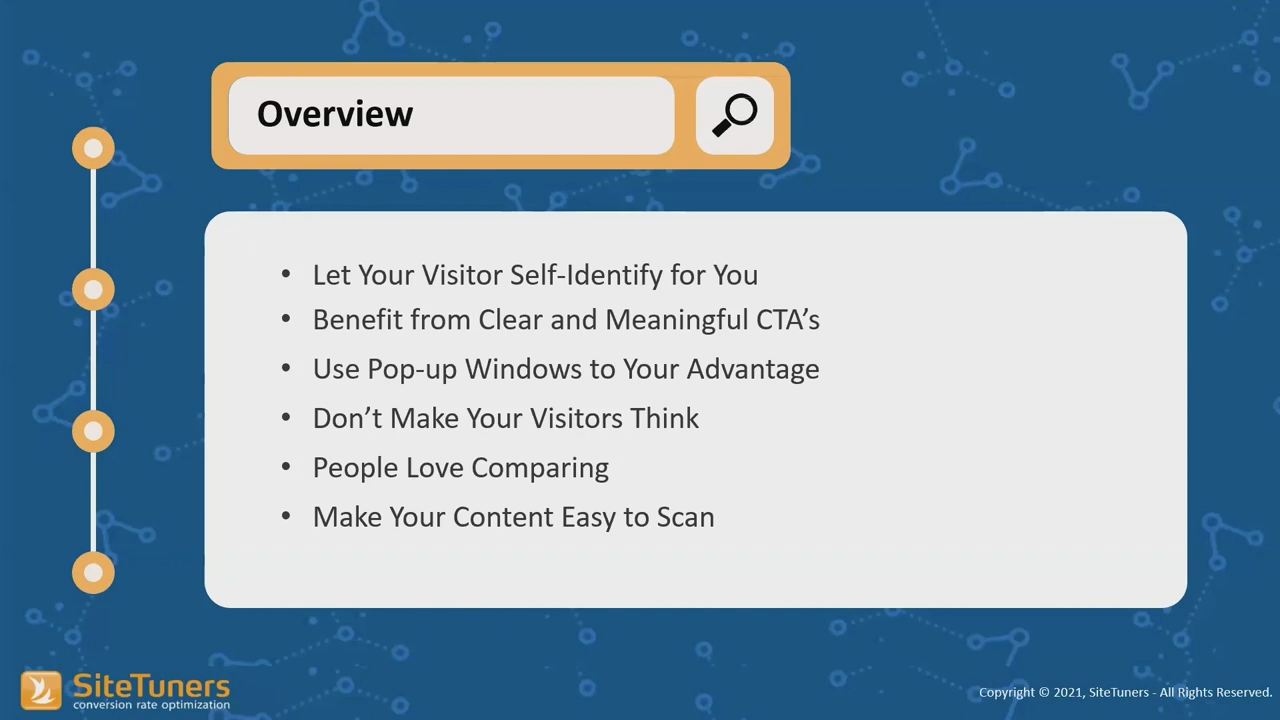 Overview
• Let Your Visitor Self-Identify for You
• Benefit from Clear and Meaningful CTA’s
• Use Pop-up Windows to Your Advantage
• Don’t Make Your Visitors Think
• People Love Comparing
• Make Your Content Easy to Scan
SiteTuners
conversion rate optimization
Copyright © 2021, SiteTuners - All Rights Reserved.